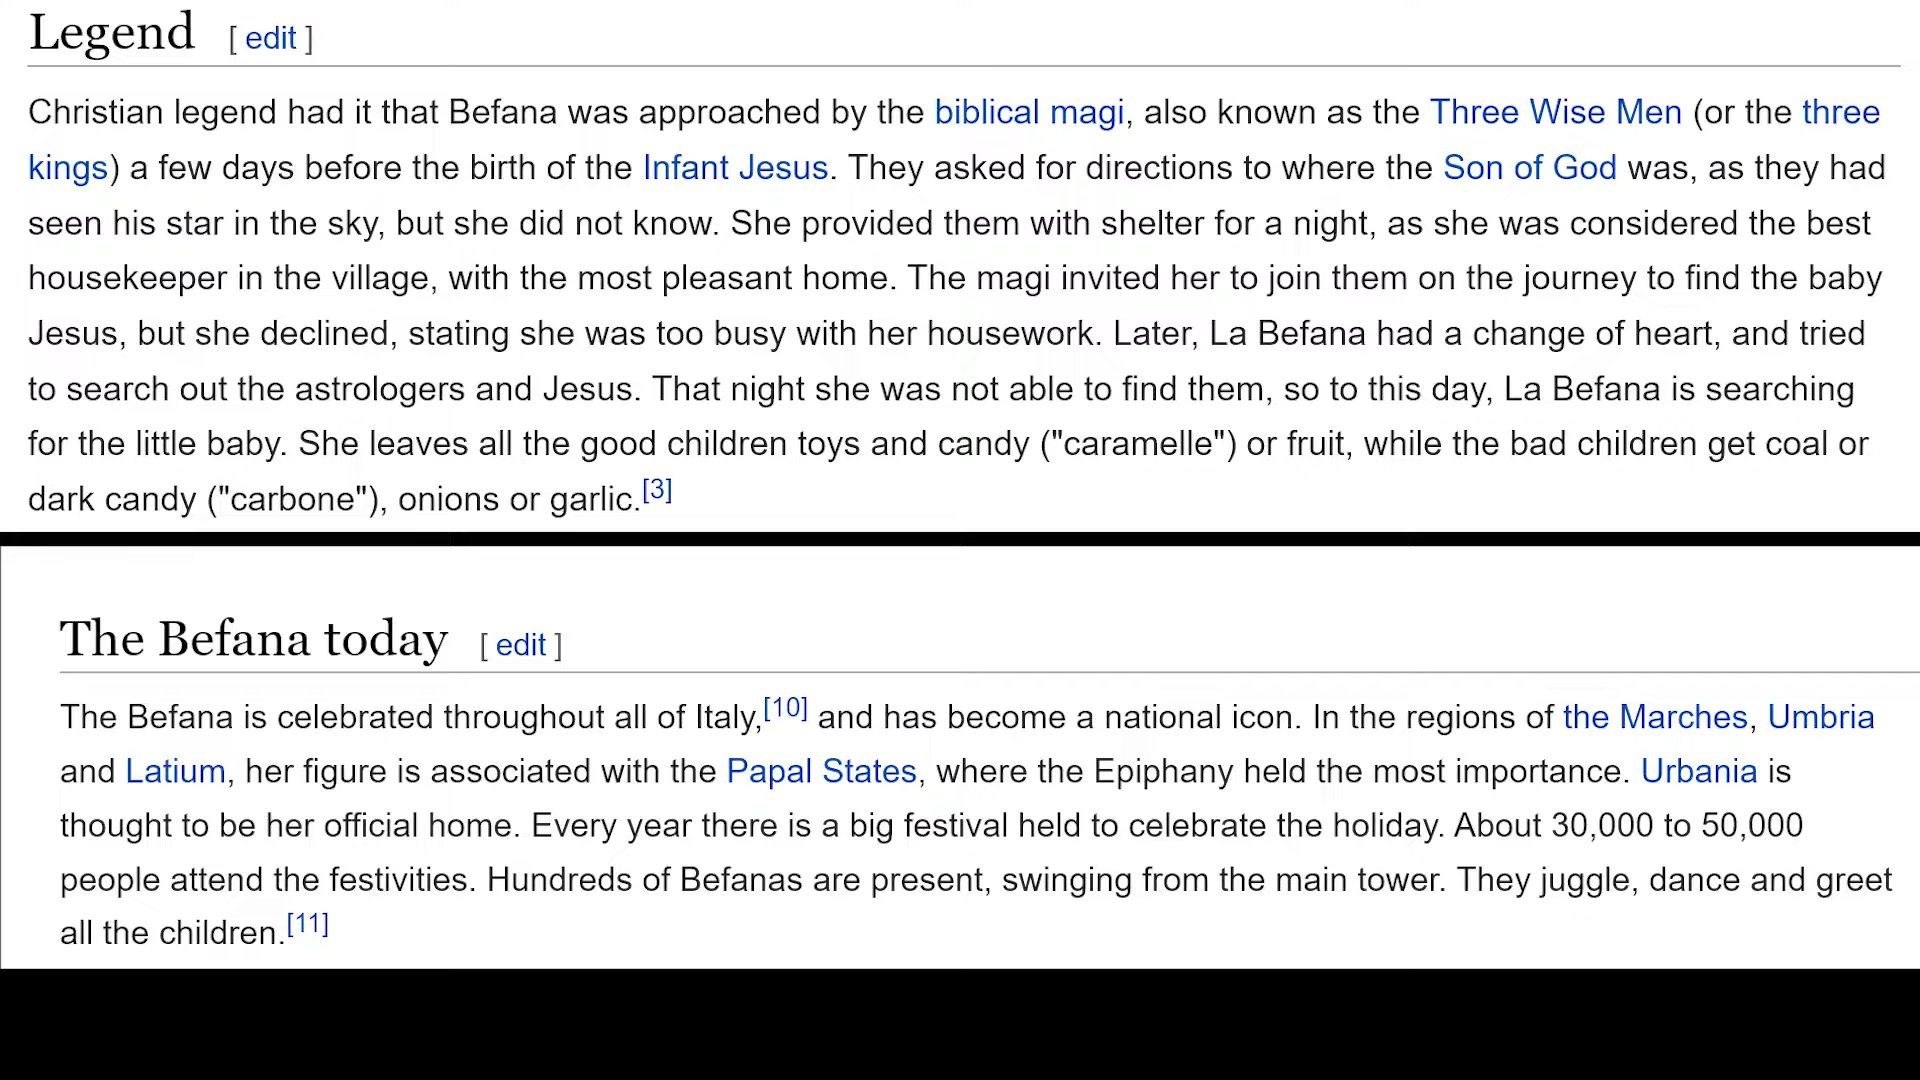 Legend [ edit ]
Christian legend had it that Befana was approached by the biblical magi, also known as the Three Wise Men (or the three
kings) a few days before the birth of the Infant Jesus. They asked for directions to where the Son of God was, as they had
seen his star in the sky, but she did not know. She provided them with shelter for a night, as she was considered the best
housekeeper in the village, with the most pleasant home. The magi invited her to join them on the journey to find the baby
Jesus, but she declined, stating she was too busy with her housework. Later, La Befana had a change of heart, and tried
to search out the astrologers and Jesus. That night she was not able to find them, so to this day, La Befana is searching
for the little baby. She leaves all the good children toys and candy ("caramelle") or fruit, while the bad children get coal or
dark candy ("carbone"), onions or garlic.[3]
The Befana today [ edit ]
The Befana is celebrated throughout all of Italy,[10] and has become a national icon. In the regions of the Marches, Umbria
and Latium, her figure is associated with the Papal States, where the Epiphany held the most importance. Urbania is
thought to be her official home. Every year there is a big festival held to celebrate the holiday. About 30,000 to 50,000
people attend the festivities. Hundreds of Befanas are present, swinging from the main tower. They juggle, dance and greet
all the children.[11]